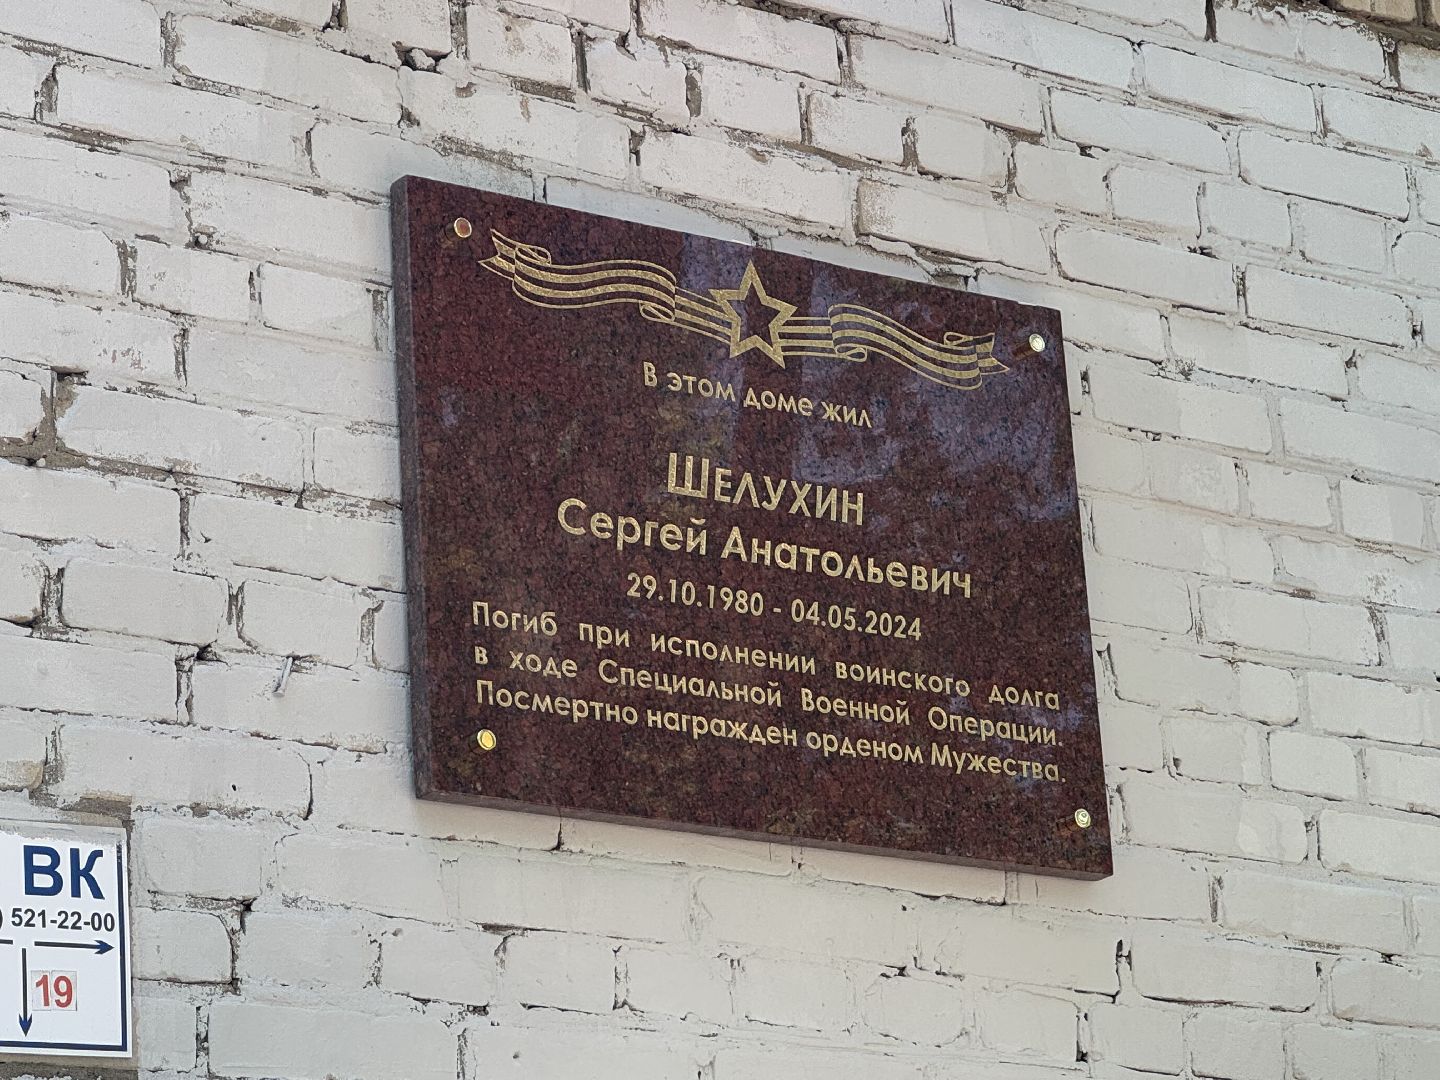 В этом доме жил
ШЕЛУХИН
Сергей Анатольевич
29.10.1980 - 04.05.2024
Погиб при исполнении воинского долга
в ходе Специальной Военной Операции.
Посмертно награжден орденом Мужества.
ВК
) 521-22-00
19